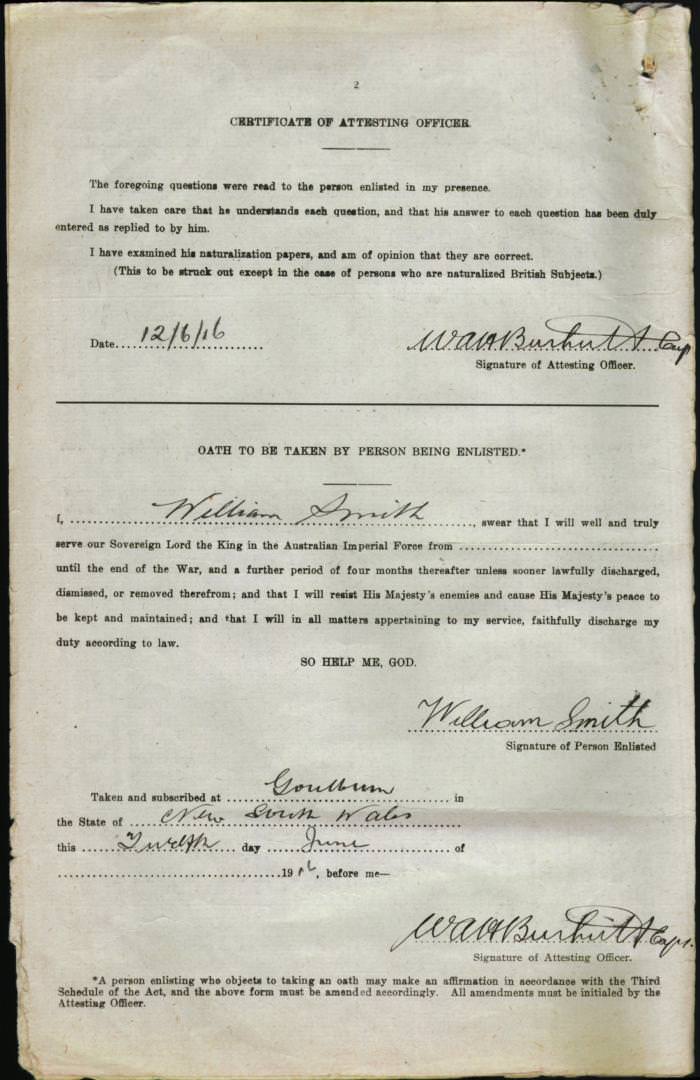 2
CERTIFICATE OF ATTESTING OFFICER.
The foregoing questions were read to the person enlisted in my presence.
I have taken care that he understands each question, and that his answer to each question has been duly
entered as replied to by him.
I have examined his naturalization papers, and am of opinion that they are correct.
(This to be struck out except in the case of persons who are naturalized British Subjects.)
Date 12/6/16
Capt
Signature of Attesting Officer.
OATH TO BE TAKEN BY PERSON BEING ENLISTED.*
I, William Smith, swear that I will well and truly
serve our Sovereign Lord the King in the Australian Imperial Force from
until the end of the War, and a further period of four months thereafter unless sooner lawfully discharged,
dismissed, or removed therefrom; and that I will resist His Majesty's enemies and cause His Majesty's peace to
be kept and maintained; and that I will in all matters appertaining to my service, faithfully discharge my
duty according to law.
SO HELP ME, GOD.
William Smith
Signature of Person Enlisted
Taken and subscribed at Goulburn in
the State of New South Wales
this Twelfth day June of
1916, before me—
Capt.
Signature of Attesting Officer.
*A person enlisting who objects to taking an oath may make an affirmation in accordance with the Third
Schedule of the Act, and the above form must be amended accordingly. All amendments must be initialed by the
Attesting Officer.